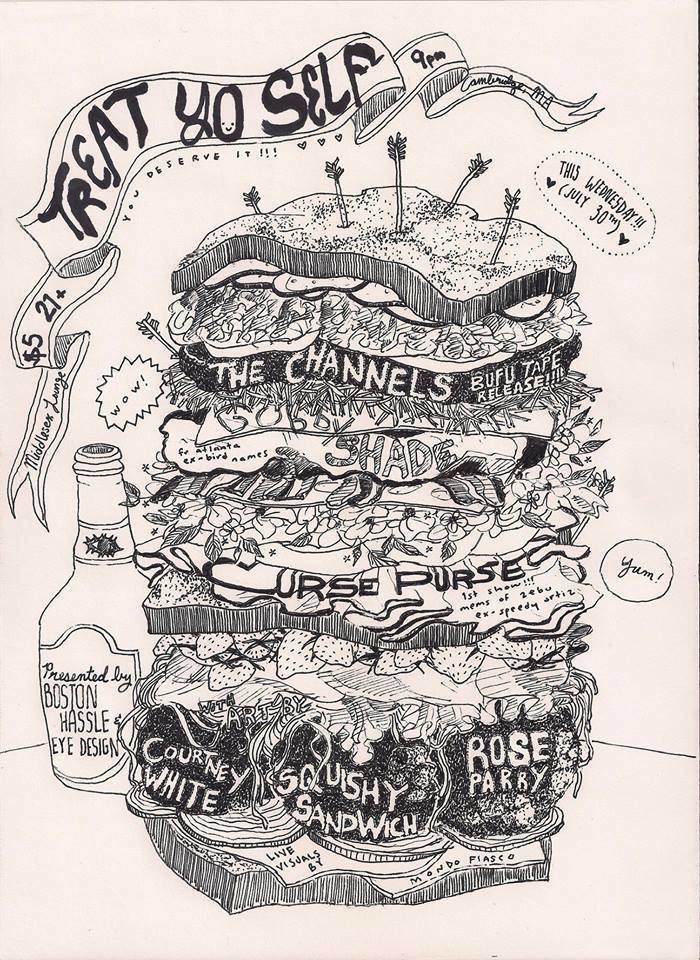 TREAT YO SELF
9pm
Cambridge, MA
YOU DESERVE IT!!!
THIS WEDNESDAY!!!
(JULY 30TH)
$5 21+
Middlesex Lounge
WOW!
THE CHANNELS
BUFU TAPE
RELEASE!!!
GOBBY
SHADE
fr atlanta
ex-bird names
CURSE PURSE
1st show!!!
mems of zebu
ex-speedy ortiz
Yum!
Presented by
BOSTON
HASSLE &
EYE DESIGN
WITH ART BY
COURTNEY
WHITE
SQUISHY
SANDWICH
ROSE
PARRY
LIVE
VISUALS
BY
MONDO FIASCO